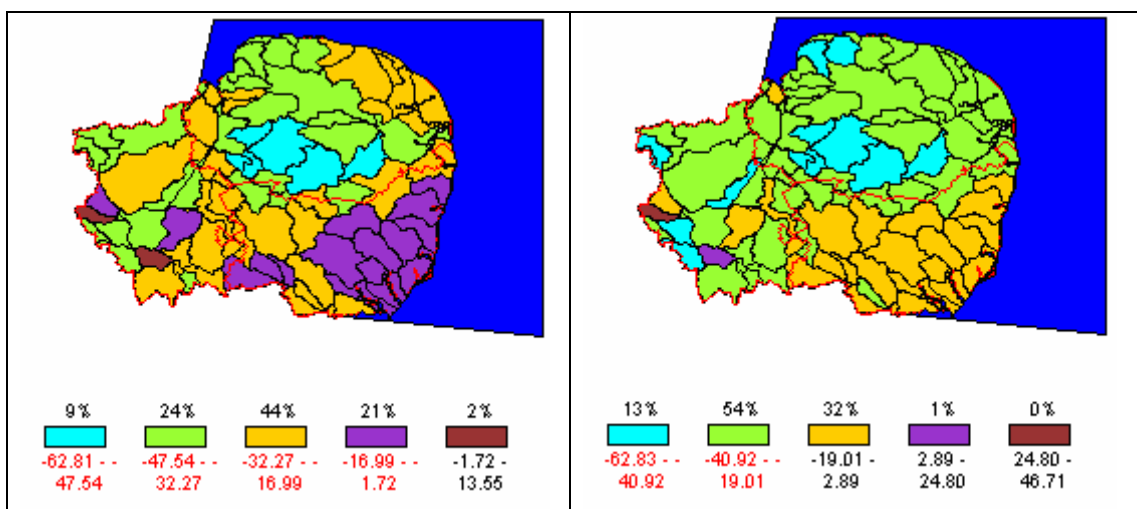 9% 24% 44% 21% 2%
-62.81 - - -47.54 - - -32.27 - - -16.99 - - -1.72 -
47.54 32.27 16.99 1.72 13.55
13% 54% 32% 1% 0%
-62.83 - - -40.92 - - -19.01 - 2.89 - 24.80 -
40.92 19.01 2.89 24.80 46.71